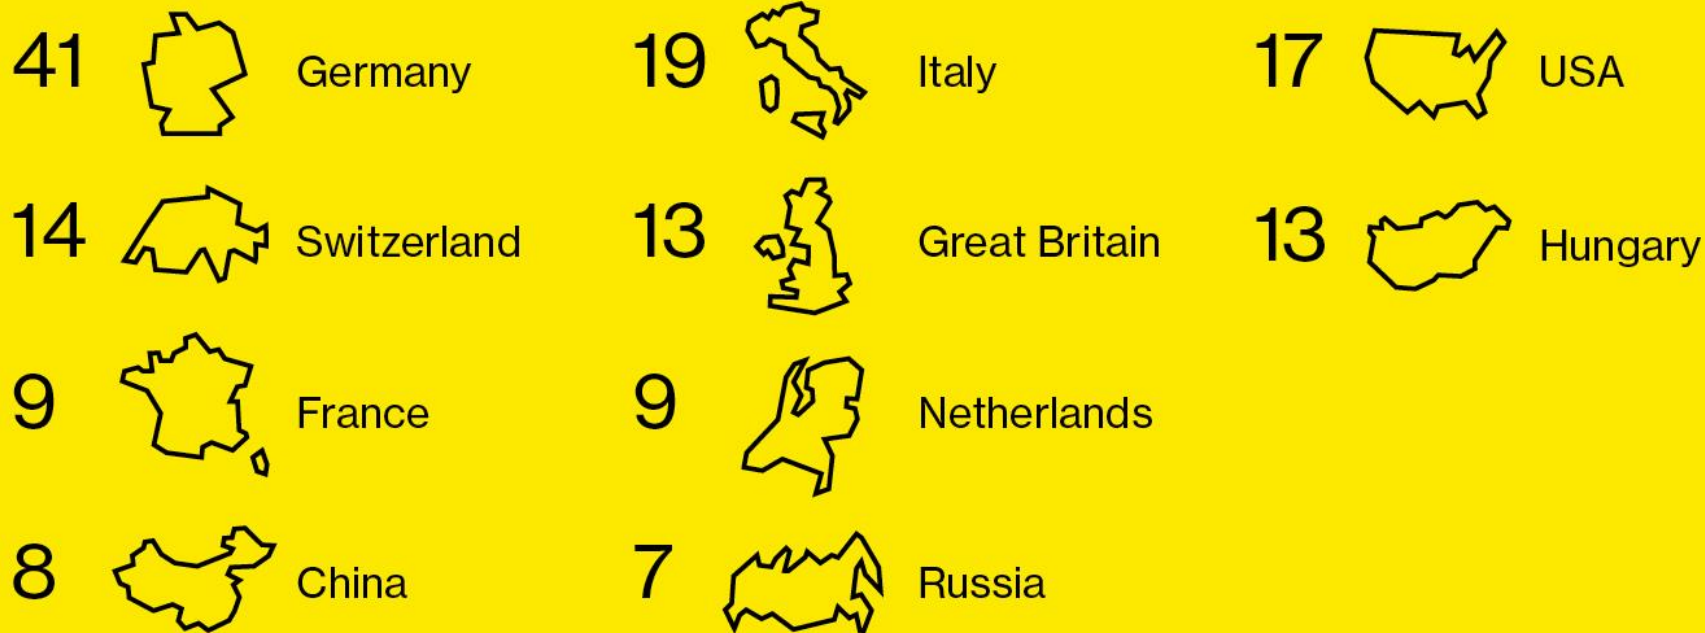 41 Germany 19 Italy 17 USA
14 Switzerland 13 Great Britain 13 Hungary
9 France 9 Netherlands
8 China 7 Russia